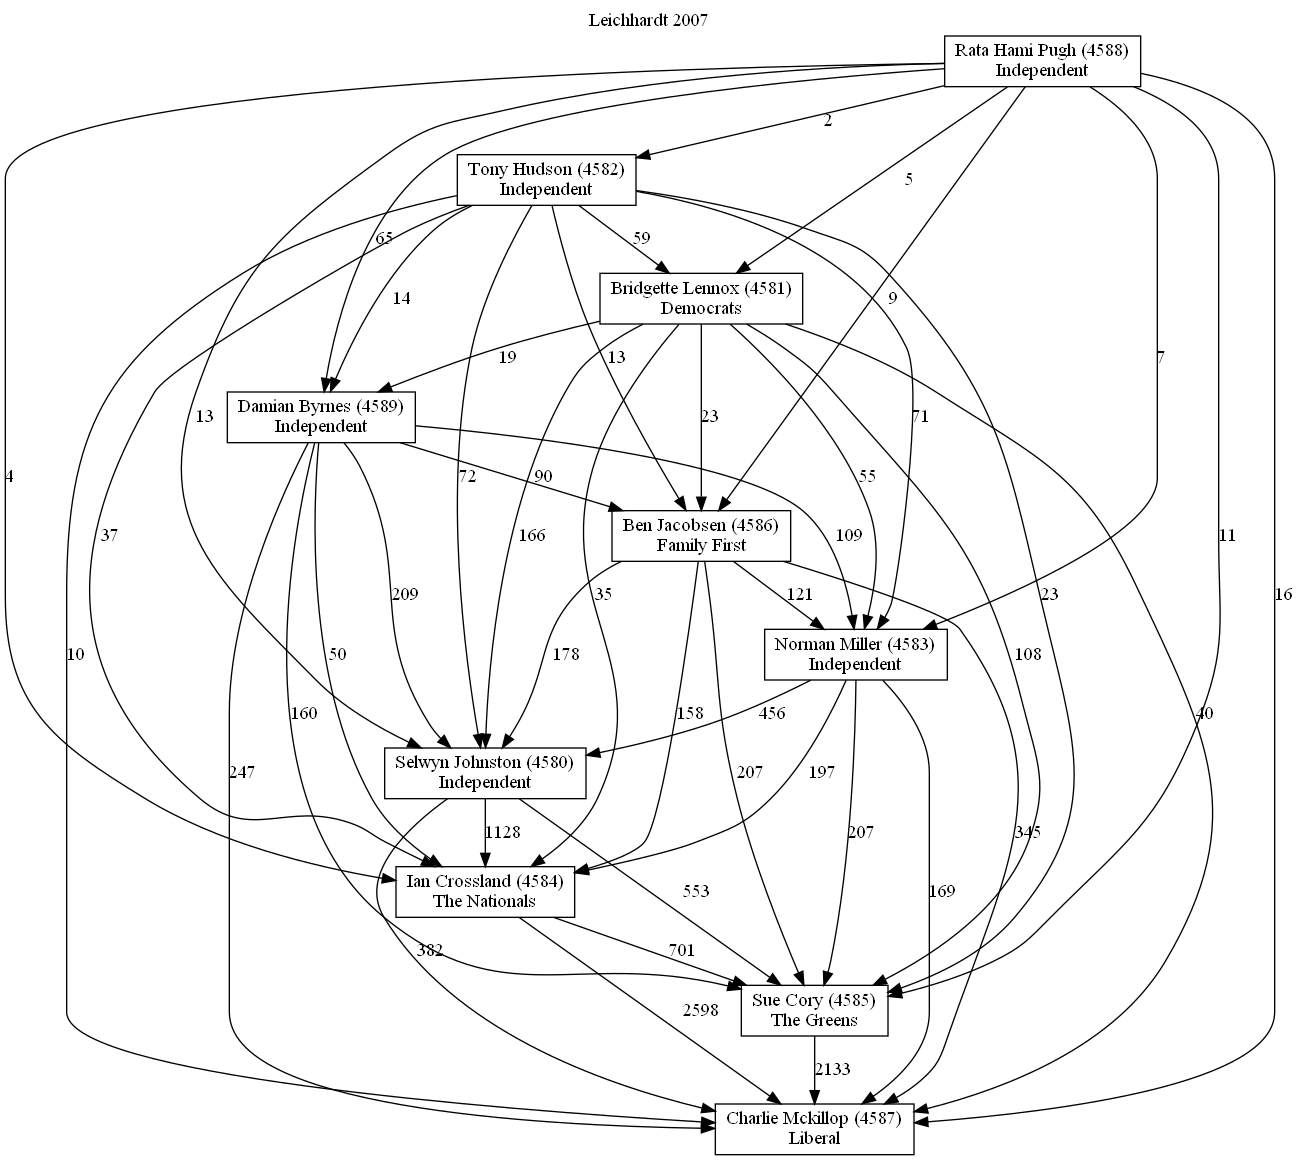 Leichhardt 2007
Rata Hami Pugh (4588)
Independent
2
Tony Hudson (4582)
Independent
5
65
59
14
Bridgette Lennox (4581)
Democrats
9
19
13
7
Damian Byrnes (4589)
Independent
13
23
71
4
72
90
55
Ben Jacobsen (4586)
Family First
37
166
109
11
209
35
121
23
16
Norman Miller (4583)
Independent
10
50
178
108
160
158
456
40
Selwyn Johnston (4580)
Independent
247
207
197
1128
207
345
Ian Crossland (4584)
The Nationals
553
169
382
701
Sue Cory (4585)
The Greens
2598
2133
Charlie Mckillop (4587)
Liberal